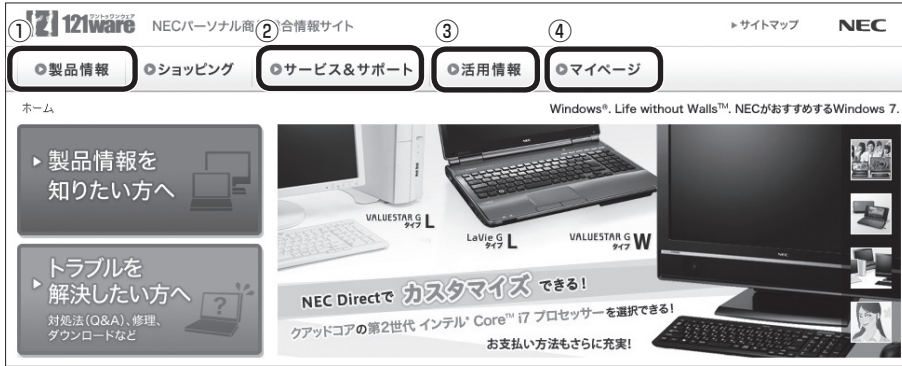 ① ② ③ ④
121ware ワントゥワンウェア NECパーソナル商 合情報サイト ▶サイトマップ NEC
製品情報 ショッピング サービス&サポート 活用情報 マイページ
ホーム Windows®. Life without Walls™. NECがおすすめするWindows 7.
製品情報を
知りたい方へ
トラブルを
解決したい方へ
対処法(Q&A)、修理、
ダウンロードなど
?
VALUESTAR G タイプ L
LaVie G タイプ L
VALUESTAR G タイプ W
NEC Directで カスタマイズ できる!
クアッドコアの第2世代 インテル® Core™ i7 プロセッサーを選択できる!
お支払い方法もさらに充実!